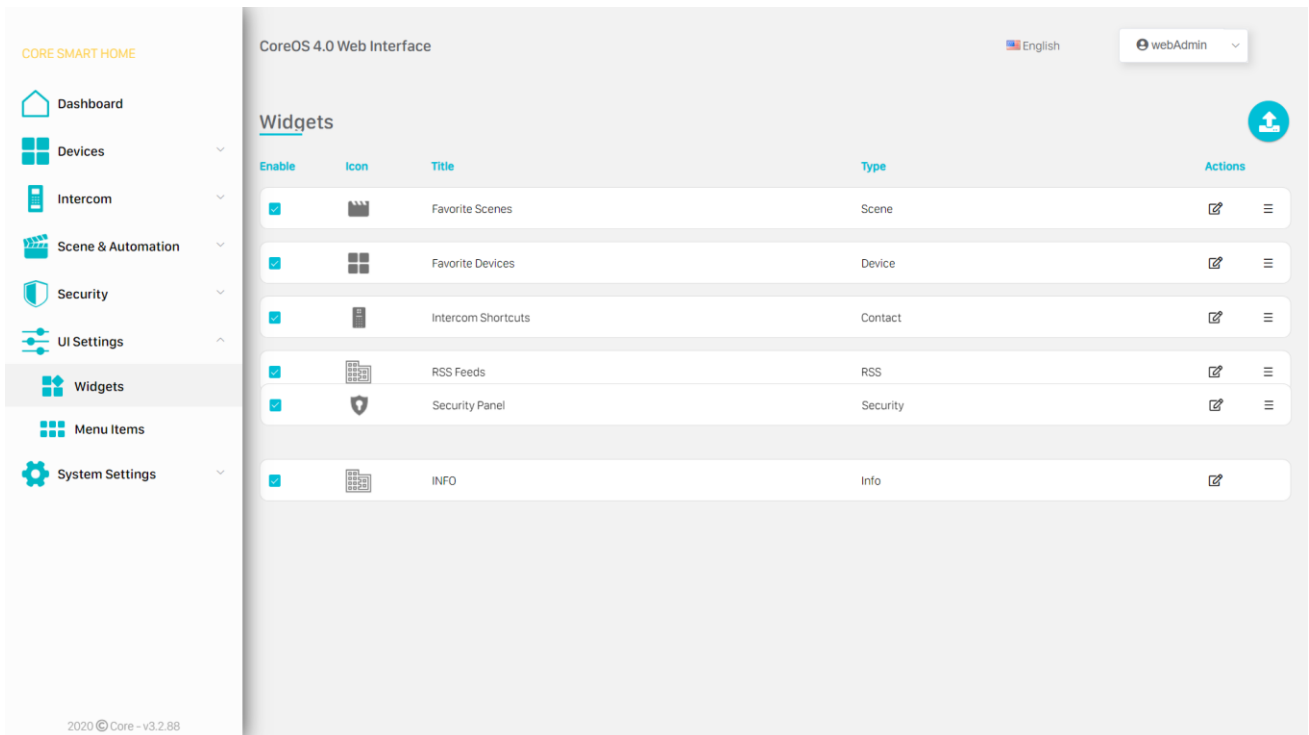 CORE SMART HOME
Dashboard
Devices
Intercom
Scene & Automation
Security
UI Settings
Widgets
Menu Items
System Settings
2020 © Core - v3.2.88
CoreOS 4.0 Web Interface
English
webAdmin
Widgets
Enable Icon Title Type Actions
Favorite Scenes Scene
Favorite Devices Device
Intercom Shortcuts Contact
RSS Feeds RSS
Security Panel Security
INFO Info